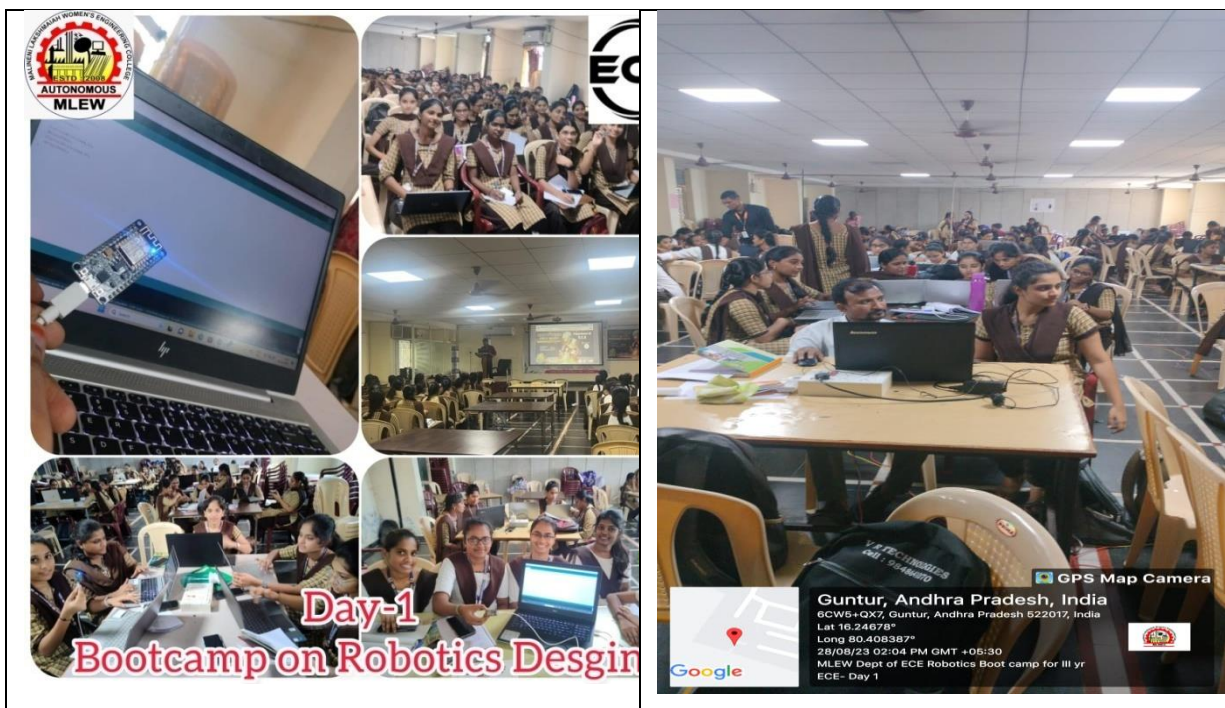 MALINENI LAKSHMAIAH WOMEN'S ENGINEERING COLLEGE
ESTD 2008
AUTONOMOUS
MLEW
EC
hp
Day-1
Bootcamp on Robotics Desgin
Lenovo
V.P TECHNOLOGIES
GPS Map Camera
Guntur, Andhra Pradesh, India
6CW5+QX7, Guntur, Andhra Pradesh 522017, India
Lat 16.24678°
Long 80.408387°
28/08/23 02:04 PM GMT +05:30
MLEW Dept of ECE Robotics Boot camp for III yr
ECE- Day 1
Google